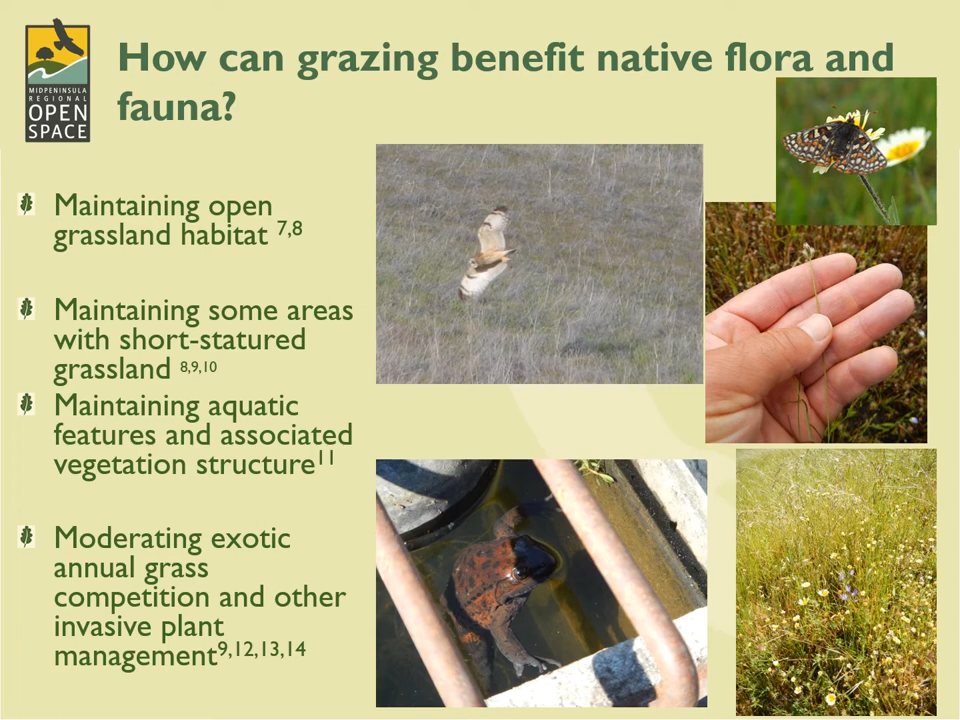 MIDPENINSULA
REGIONAL
OPEN
SPACE
How can grazing benefit native flora and
fauna?
Maintaining open
grassland habitat 7,8
Maintaining some areas
with short-statured
grassland 8,9,10
Maintaining aquatic
features and associated
vegetation structure11
Moderating exotic
annual grass
competition and other
invasive plant
management9,12,13,14